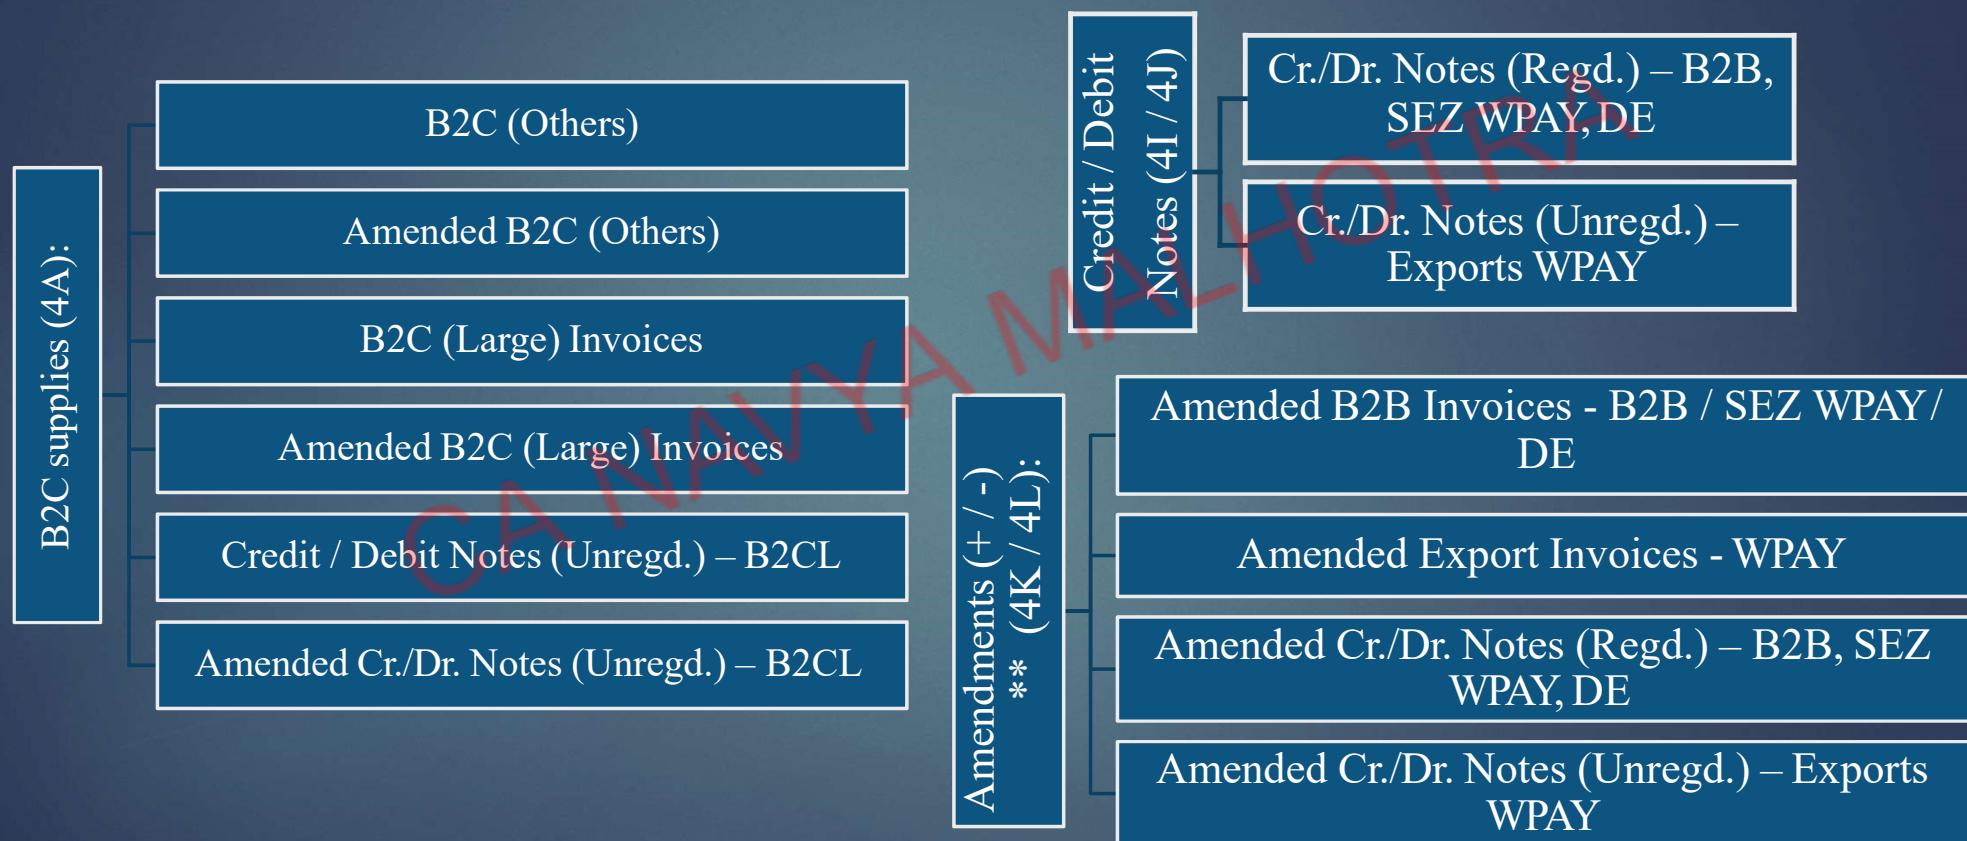 B2C supplies (4A):
B2C (Others)
Amended B2C (Others)
B2C (Large) Invoices
Amended B2C (Large) Invoices
Credit / Debit Notes (Unregd.) – B2CL
Amended Cr./Dr. Notes (Unregd.) – B2CL
Credit / Debit
Notes (4I / 4J)
Cr./Dr. Notes (Regd.) – B2B,
SEZ WPAY, DE
Cr./Dr. Notes (Unregd.) –
Exports WPAY
Amendments (+ / -)
** (4K / 4L):
Amended B2B Invoices - B2B / SEZ WPAY /
DE
Amended Export Invoices - WPAY
Amended Cr./Dr. Notes (Regd.) – B2B, SEZ
WPAY, DE
Amended Cr./Dr. Notes (Unregd.) – Exports
WPAY
CA NAVYA MALHOTRA